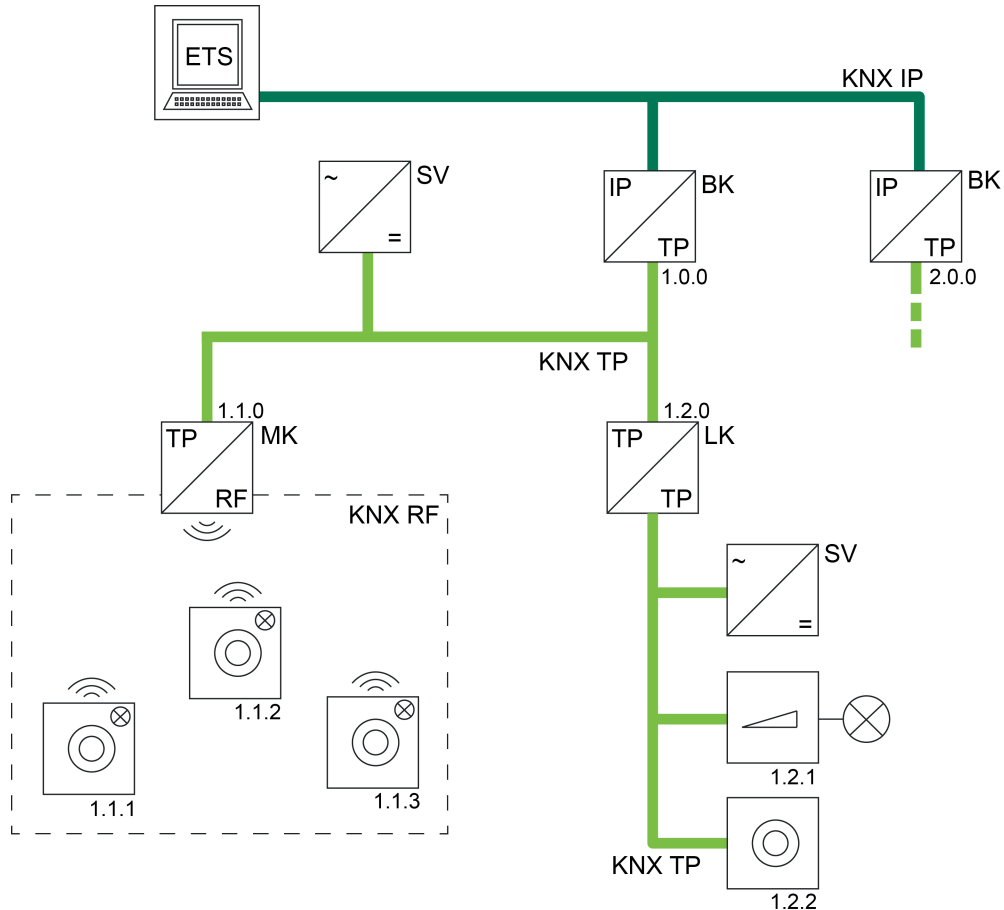 ETS
KNX IP
~
=
SV
IP
TP
BK
1.0.0
IP
TP
BK
2.0.0
KNX TP
1.1.0
TP
RF
MK
1.2.0
TP
TP
LK
KNX RF
~
=
SV
1.1.2
1.1.1
1.1.3
1.2.1
KNX TP
1.2.2